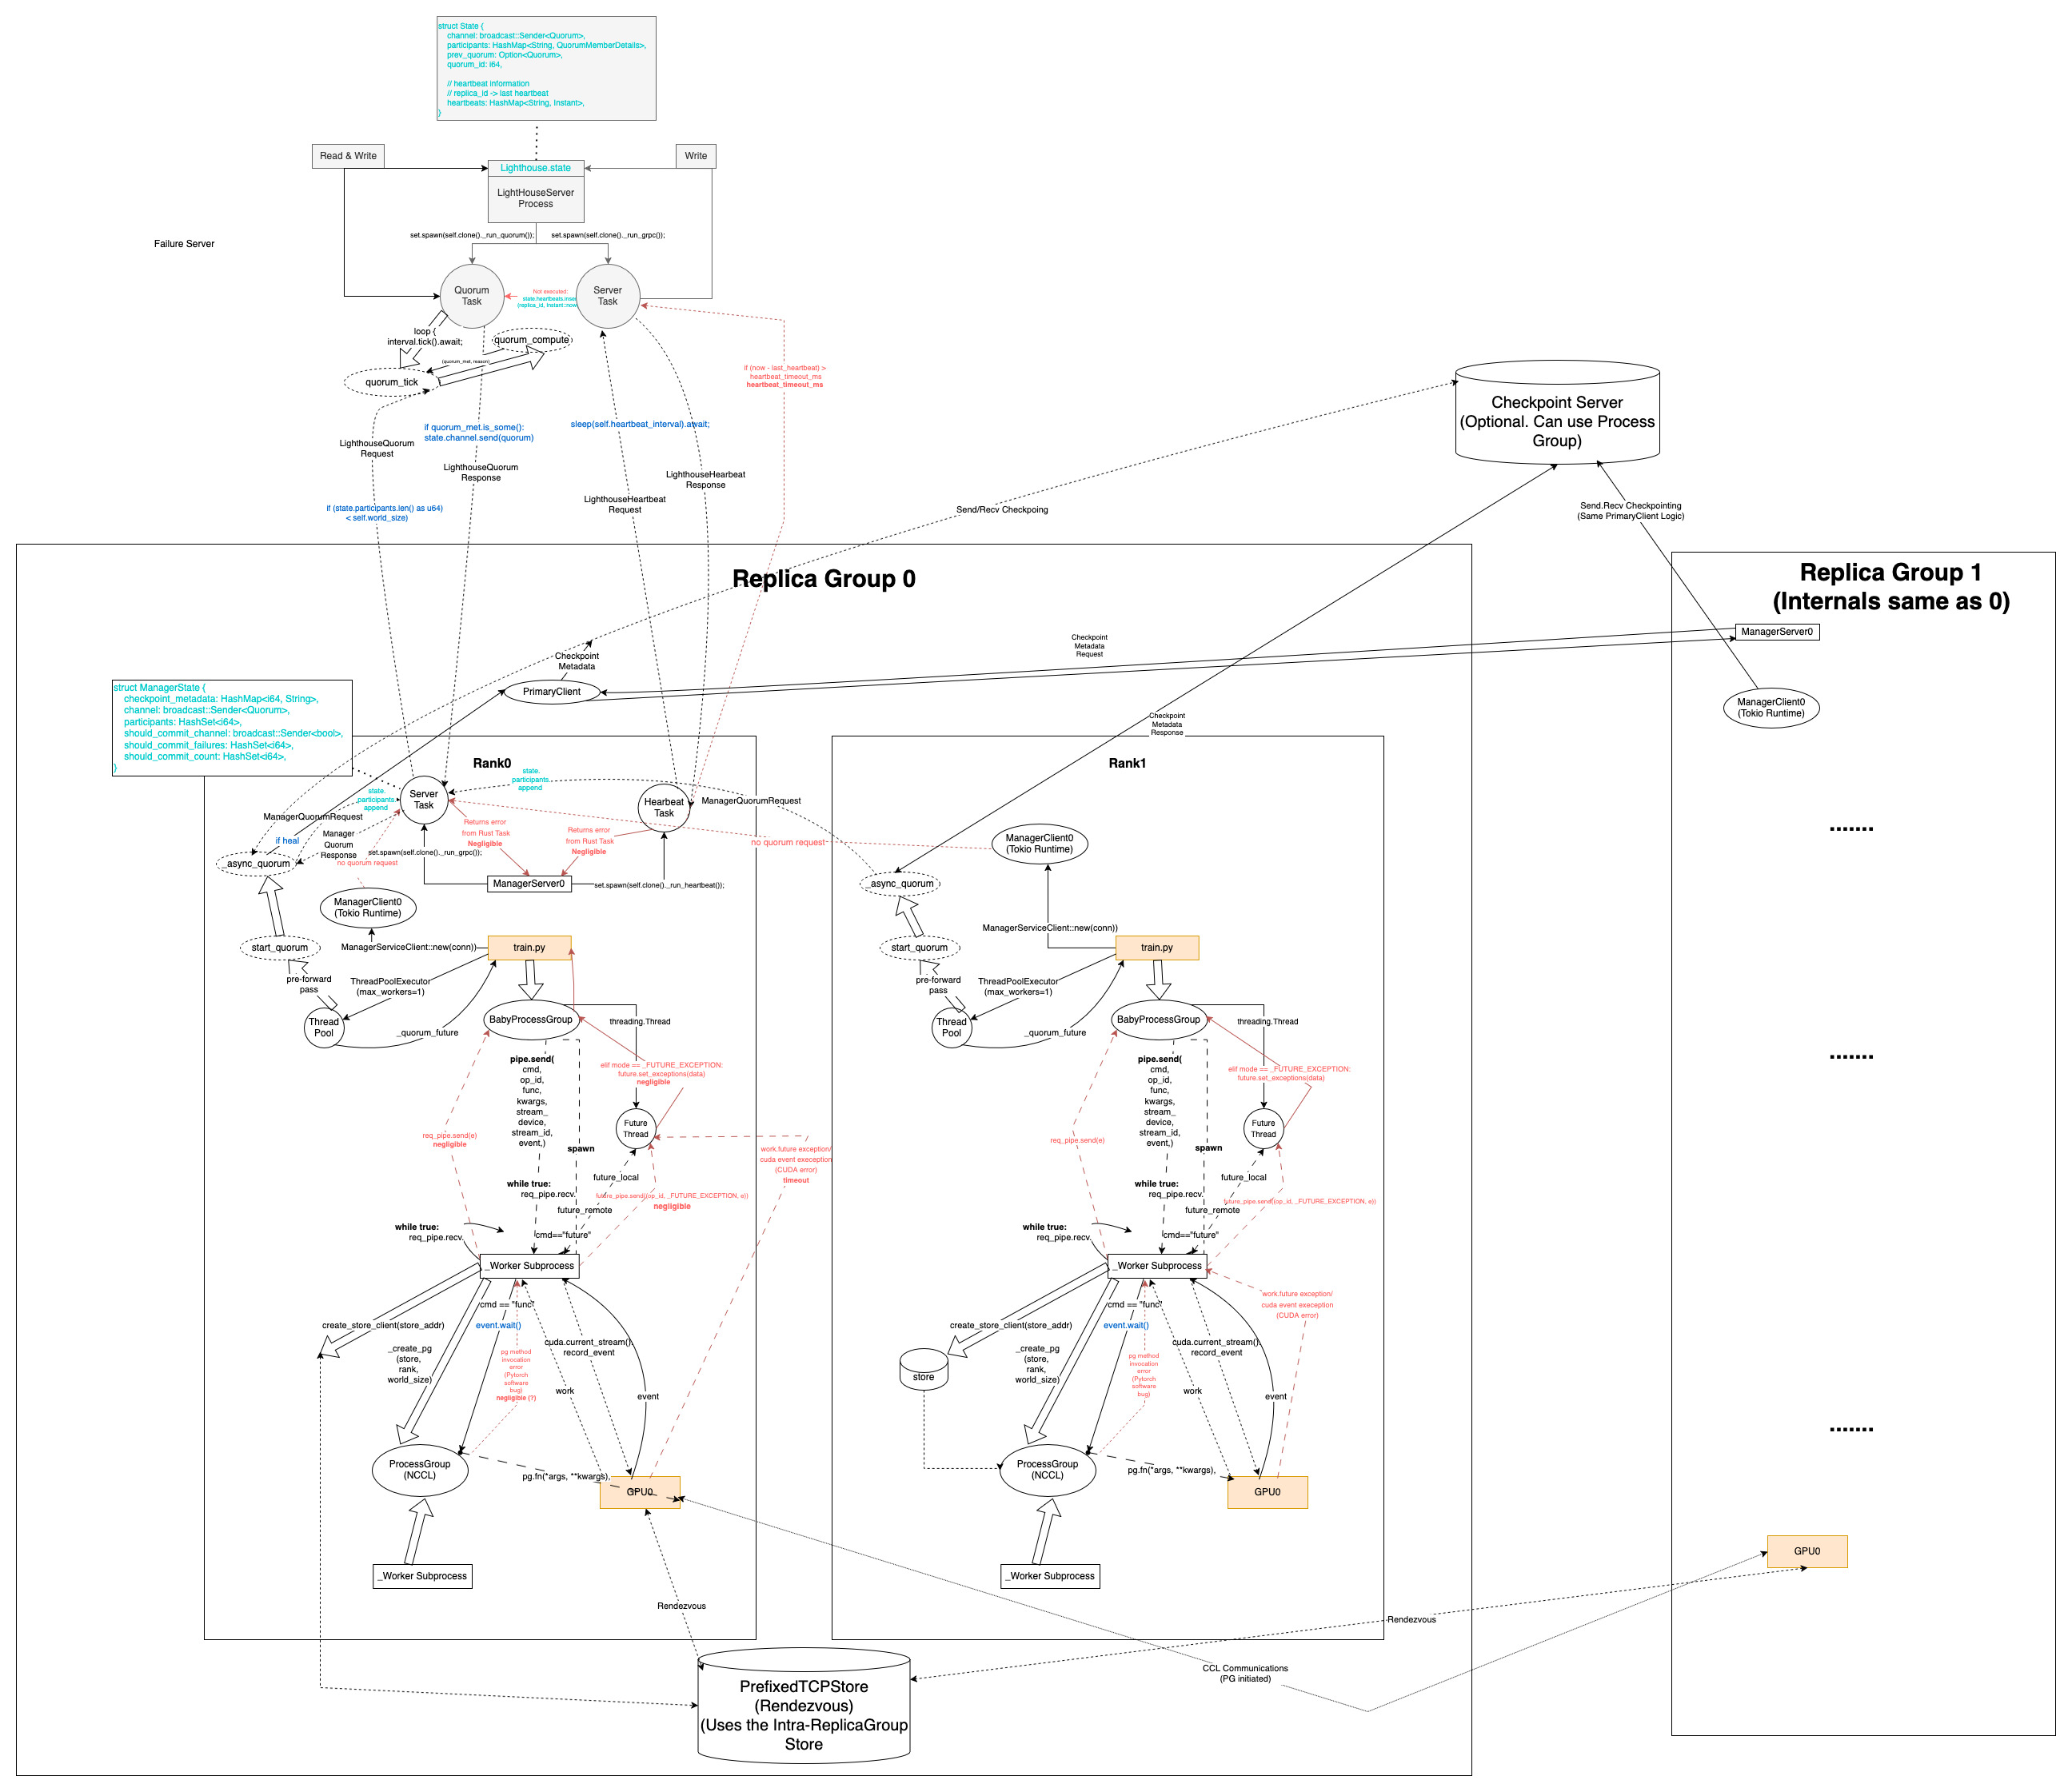 struct State {
channel: broadcast::Sender<Quorum>,
participants: HashMap<String, QuorumMemberDetails>,
prev_quorum: Option<Quorum>,
quorum_id: i64,
// heartbeat information
// replica_id -> last heartbeat
heartbeats: HashMap<String, Instant>,
}
Read & Write
Write
Lighthouse.state
LightHouseServer
Process
Failure Server
set.spawn(self.clone()._run_quorum());
set.spawn(self.clone()._run_grpc());
Quorum
Task
Not executed:
state.heartbeats.inse
(replica_id, Instant::now
Server
Task
loop {
interval.tick().await;
quorum_compute
(quorum_met, reason)
quorum_tick
if (now - last_heartbeat) >
heartbeat_timeout_ms
heartbeat_timeout_ms
Checkpoint Server
(Optional. Can use Process
Group)
LighthouseQuorum
Request
if quorum_met.is_some():
state.channel.send(quorum)
sleep(self.heartbeat_interval).await;
LighthouseQuorum
Response
LighthouseHearbeat
Response
LighthouseHeartbeat
Request
if (state.participants.len() as u64)
< self.world_size)
Send/Recv Checkpoing
Send.Recv Checkpointing
(Same PrimaryClient Logic)
Replica Group 0
Replica Group 1
(Internals same as 0)
ManagerServer0
Checkpoint
Metadata
Request
Checkpoint
Metadata
PrimaryClient
ManagerClient0
(Tokio Runtime)
Checkpoint
Metadata
Response
struct ManagerState {
checkpoint_metadata: HashMap<i64, String>,
channel: broadcast::Sender<Quorum>,
participants: HashSet<i64>,
should_commit_channel: broadcast::Sender<bool>,
should_commit_failures: HashSet<i64>,
should_commit_count: HashSet<i64>,
}
Rank0
state.
participants.
append
Server
Task
state.
participants.
append
ManagerQuorumRequest
if heal
Manager
Quorum
Response
_async_quorum
no quorum request
set.spawn(self.clone()._run_grpc());
Returns error
from Rust Task
Negligible
Returns error
from Rust Task
Negligible
Hearbeat
Task
ManagerQuorumRequest
no quorum request
ManagerServer0
set.spawn(self.clone()._run_heartbeat());
ManagerClient0
(Tokio Runtime)
start_quorum
ManagerServiceClient::new(conn))
train.py
pre-forward
pass
ThreadPoolExecutor
(max_workers=1)
Thread
Pool
_quorum_future
BabyProcessGroup
threading.Thread
pipe.send(
cmd,
op_id,
func,
kwargs,
stream_
device,
stream_id,
event,)
elif mode == _FUTURE_EXCEPTION:
future.set_exceptions(data)
negligible
Future
Thread
req_pipe.send(e)
negligible
spawn
work.future exception/
cuda event exeception
(CUDA error)
timeout
future_local
while true:
req_pipe.recv.
future_pipe.send((op_id, _FUTURE_EXCEPTION, e))
negligible
future_remote
while true:
req_pipe.recv.
cmd=="future"
_Worker Subprocess
cmd == "func"
create_store_client(store_addr)
event.wait()
_create_pg
(store,
rank,
world_size)
pg method
invocation
error
(Pytorch
software
bug)
negligible (?)
cuda.current_stream().
record_event
work
event
ProcessGroup
(NCCL)
pg.fn(*args, **kwargs),
GPU0
_Worker Subprocess
Rendezvous
Rank1
ManagerClient0
(Tokio Runtime)
_async_quorum
ManagerServiceClient::new(conn))
start_quorum
train.py
pre-forward
pass
ThreadPoolExecutor
(max_workers=1)
Thread
Pool
_quorum_future
BabyProcessGroup
threading.Thread
pipe.send(
cmd,
op_id,
func,
kwargs,
stream_
device,
stream_id,
event,)
elif mode == _FUTURE_EXCEPTION:
future.set_exceptions(data)
Future
Thread
req_pipe.send(e)
spawn
future_local
while true:
req_pipe.recv.
future_pipe.send((op_id, _FUTURE_EXCEPTION, e))
future_remote
while true:
req_pipe.recv.
cmd=="future"
_Worker Subprocess
cmd == "func"
work.future exception/
cuda event exeception
(CUDA error)
create_store_client(store_addr)
event.wait()
_create_pg
(store,
rank,
world_size)
pg method
invocation
error
(Pytorch
software
bug)
cuda.current_stream().
record_event
store
work
event
ProcessGroup
(NCCL)
pg.fn(*args, **kwargs),
GPU0
_Worker Subprocess
.......
.......
.......
GPU0
Rendezvous
CCL Communications
(PG initiated)
PrefixedTCPStore
(Rendezvous)
(Uses the Intra-ReplicaGroup
Store